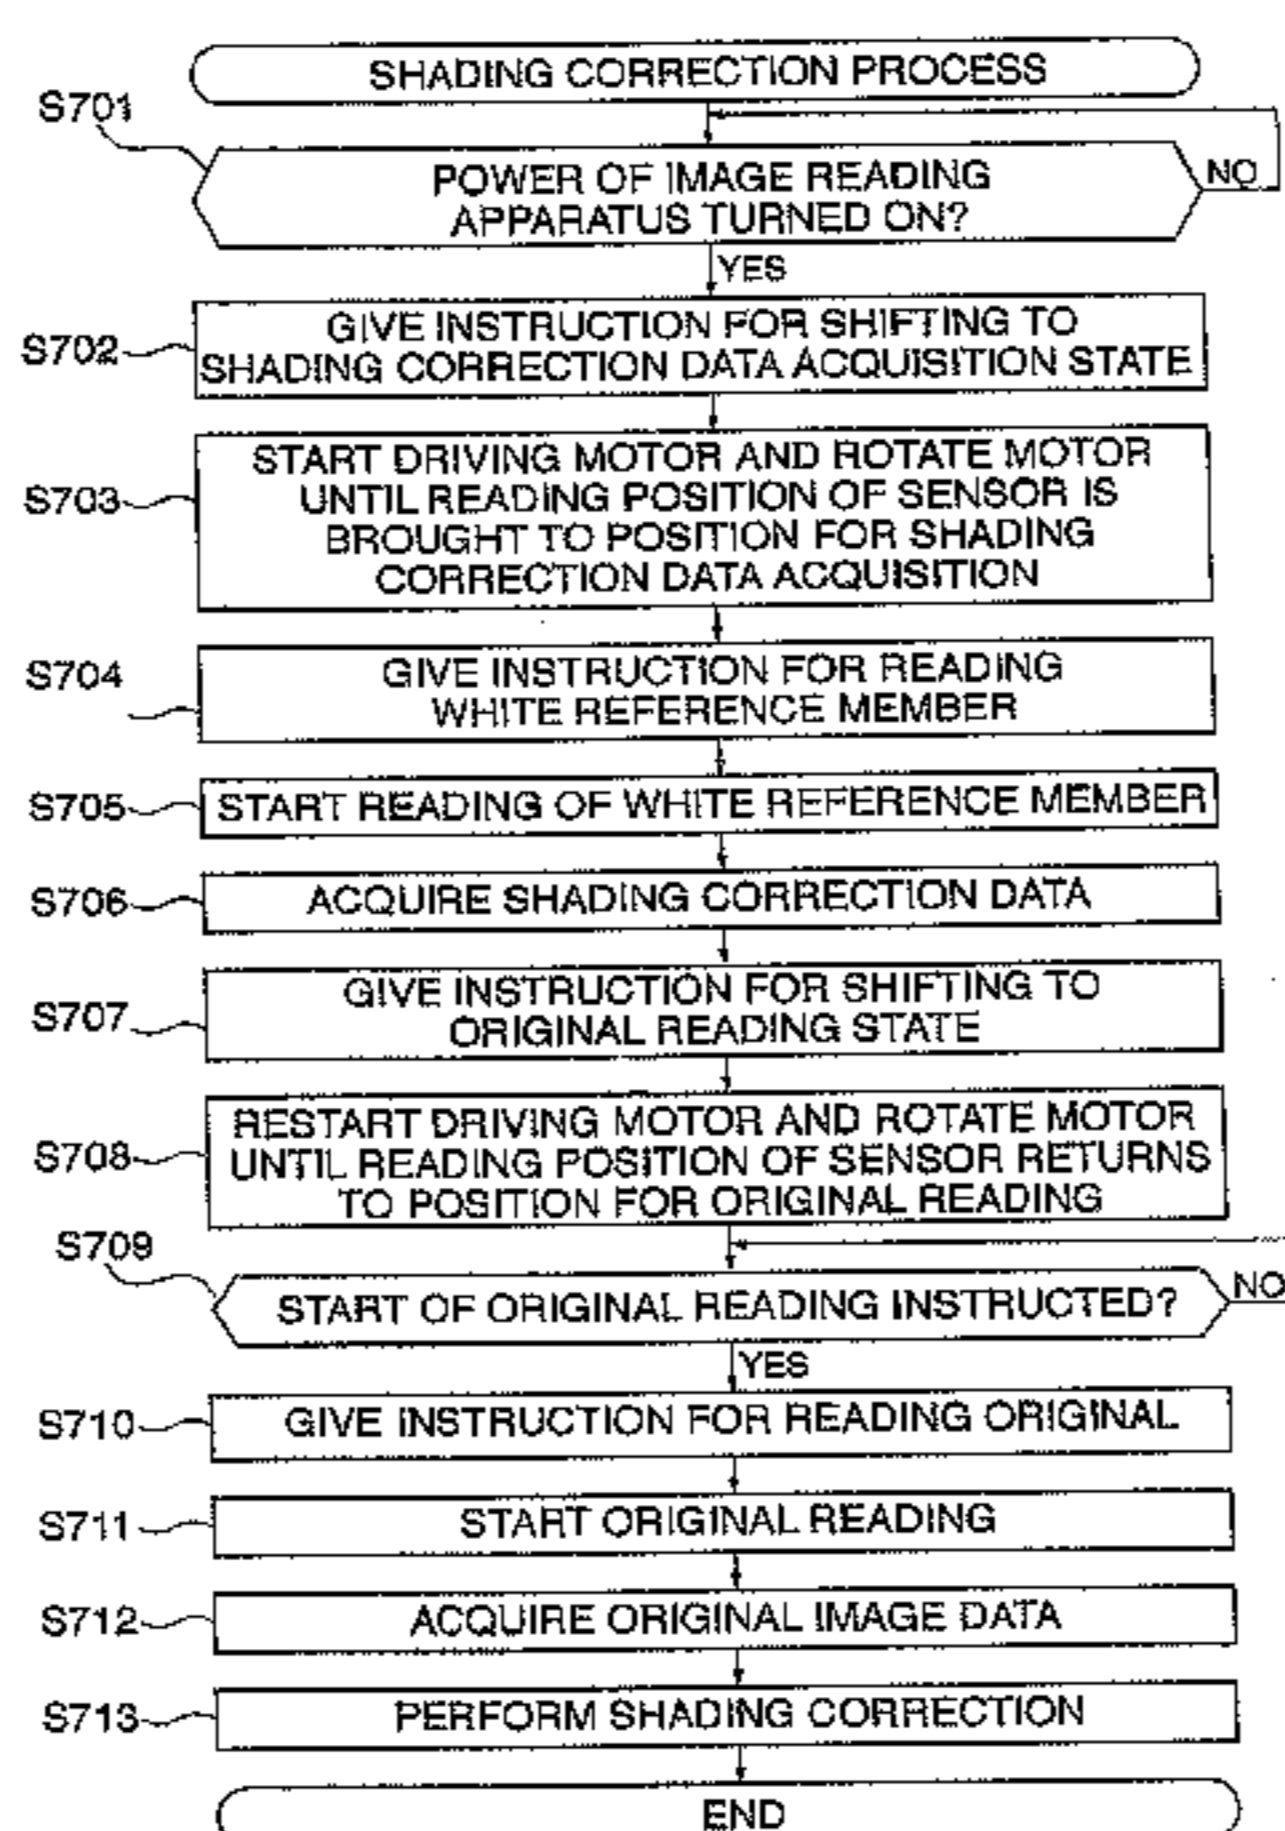 SHADING CORRECTION PROCESS
S701
POWER OF IMAGE READING
APPARATUS TURNED ON?
NO
YES
S702
GIVE INSTRUCTION FOR SHIFTING TO
SHADING CORRECTION DATA ACQUISITION STATE
S703
START DRIVING MOTOR AND ROTATE MOTOR
UNTIL READING POSITION OF SENSOR IS
BROUGHT TO POSITION FOR SHADING
CORRECTION DATA ACQUISITION
S704
GIVE INSTRUCTION FOR READING
WHITE REFERENCE MEMBER
S705
START READING OF WHITE REFERENCE MEMBER
S706
ACQUIRE SHADING CORRECTION DATA
S707
GIVE INSTRUCTION FOR SHIFTING TO
ORIGINAL READING STATE
S708
RESTART DRIVING MOTOR AND ROTATE MOTOR
UNTIL READING POSITION OF SENSOR RETURNS
TO POSITION FOR ORIGINAL READING
S709
START OF ORIGINAL READING INSTRUCTED?
NO
YES
S710
GIVE INSTRUCTION FOR READING ORIGINAL
S711
START ORIGINAL READING
S712
ACQUIRE ORIGINAL IMAGE DATA
S713
PERFORM SHADING CORRECTION
END